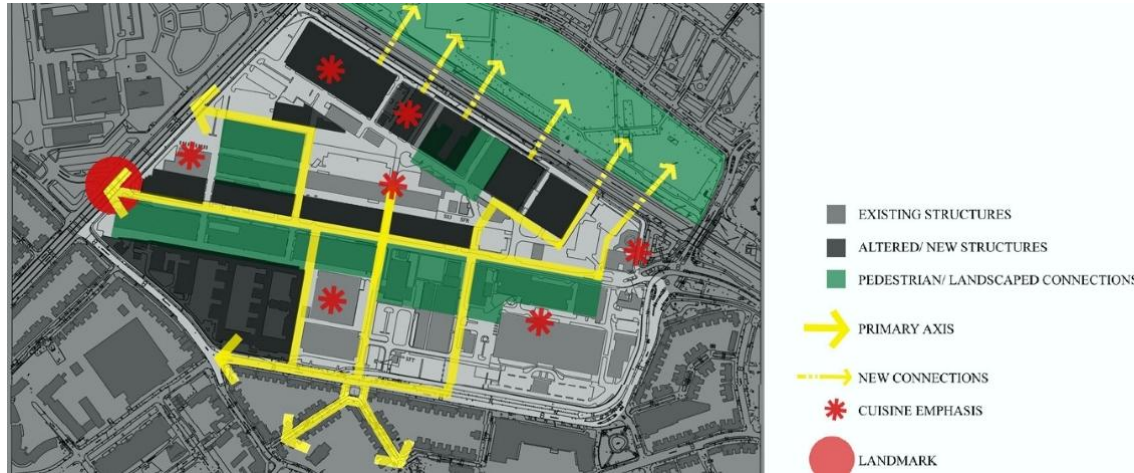 EXISTING STRUCTURES
ALTERED/ NEW STRUCTURES
PEDESTRIAN/ LANDSCAPED CONNECTIONS
PRIMARY AXIS
NEW CONNECTIONS
CUISINE EMPHASIS
LANDMARK